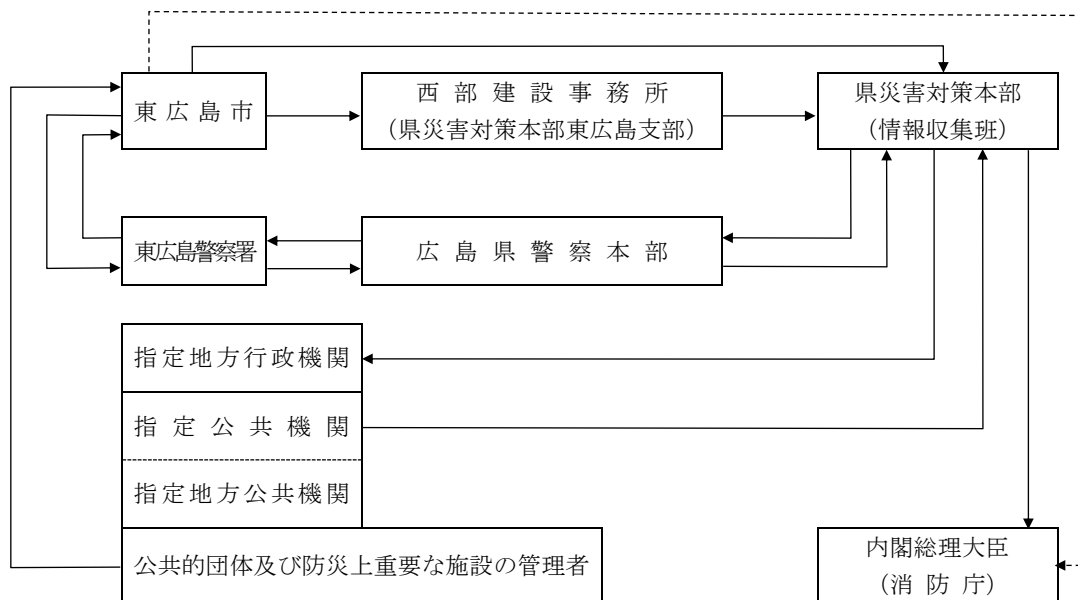 東広島市
西部建設事務所
（県災害対策本部東広島支部）
県災害対策本部
（情報収集班）
東広島警察署
広島県警察本部
指定地方行政機関
指定公共機関
指定地方公共機関
公共的団体及び防災上重要な施設の管理者
内閣総理大臣
（消防庁）